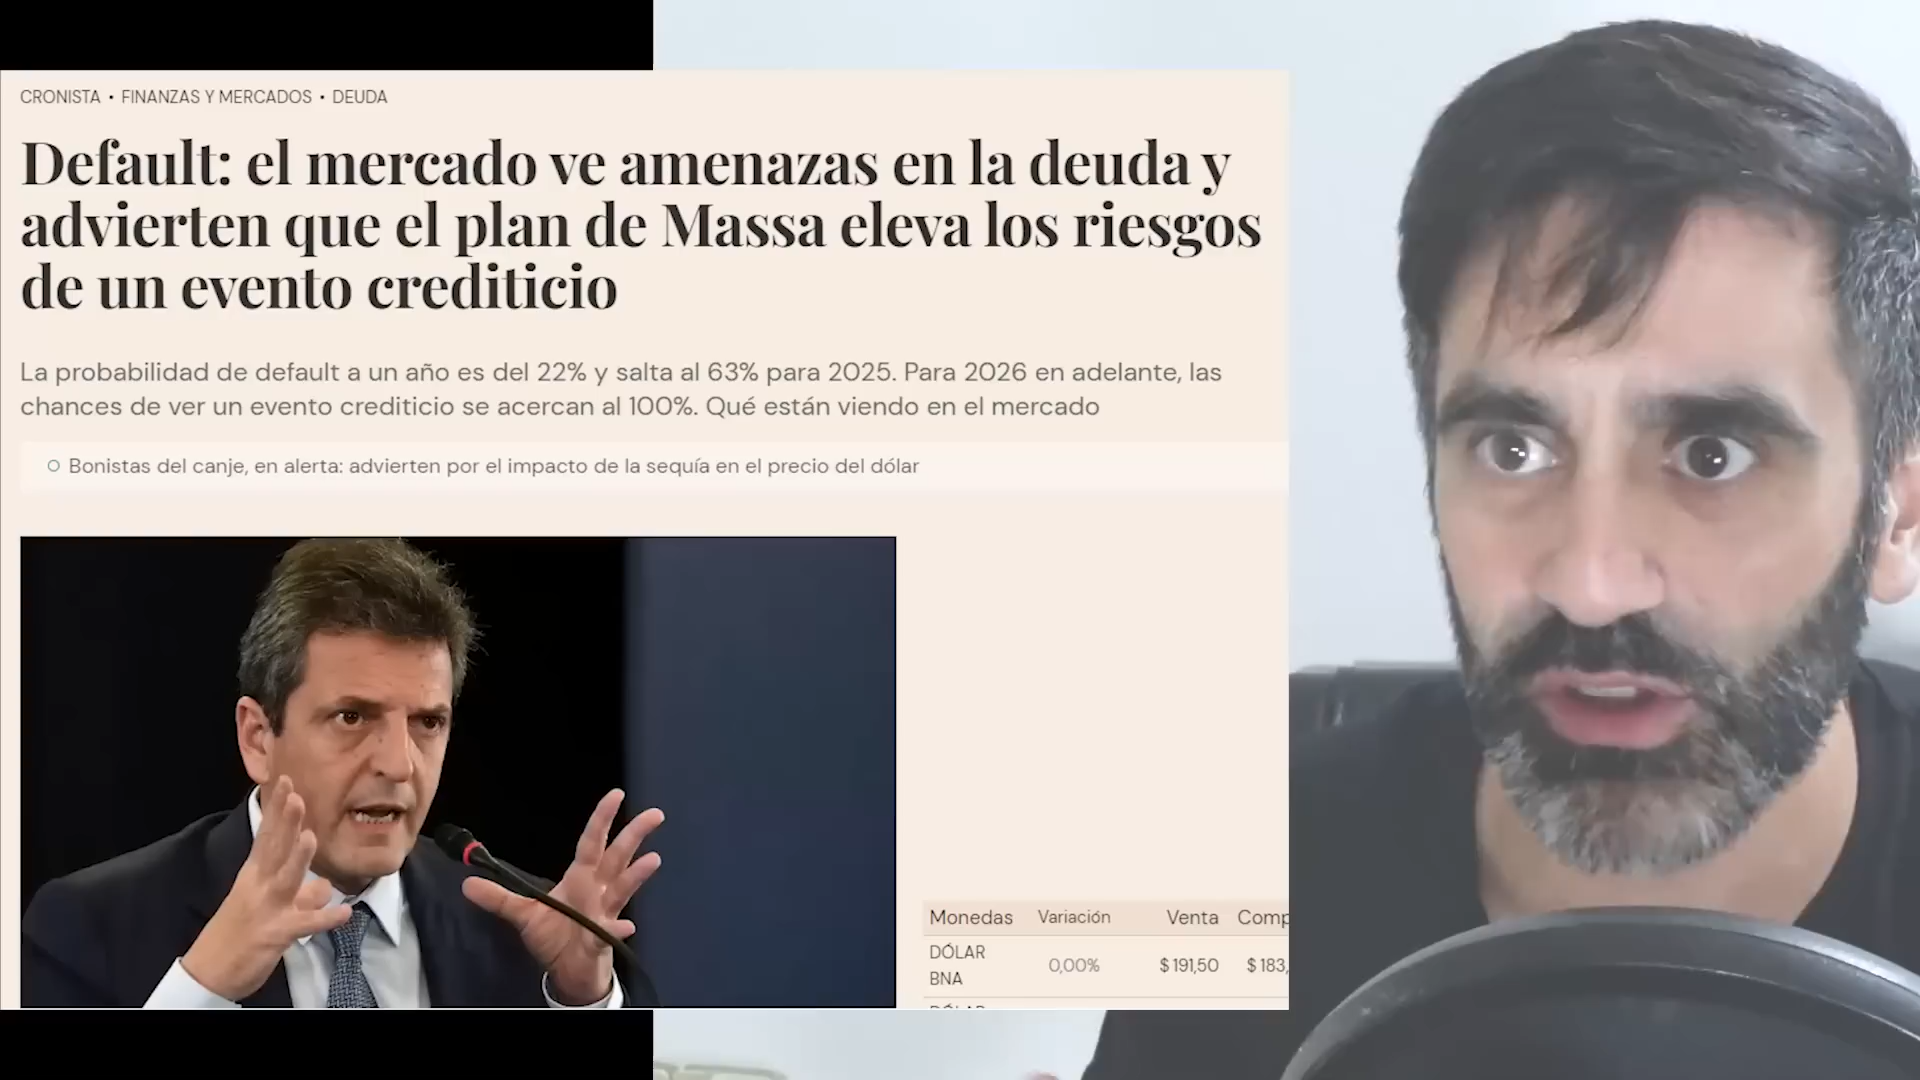 CRONISTA • FINANZAS Y MERCADOS • DEUDA
Default: el mercado ve amenazas en la deuda y
advierten que el plan de Massa eleva los riesgos
de un evento crediticio
La probabilidad de default a un año es del 22% y salta al 63% para 2025. Para 2026 en adelante, las
chances de ver un evento crediticio se acercan al 100%. Qué están viendo en el mercado
Bonistas del canje, en alerta: advierten por el impacto de la sequía en el precio del dólar
Monedas Variación Venta Comp
DÓLAR
BNA 0,00% $191,50 $183,